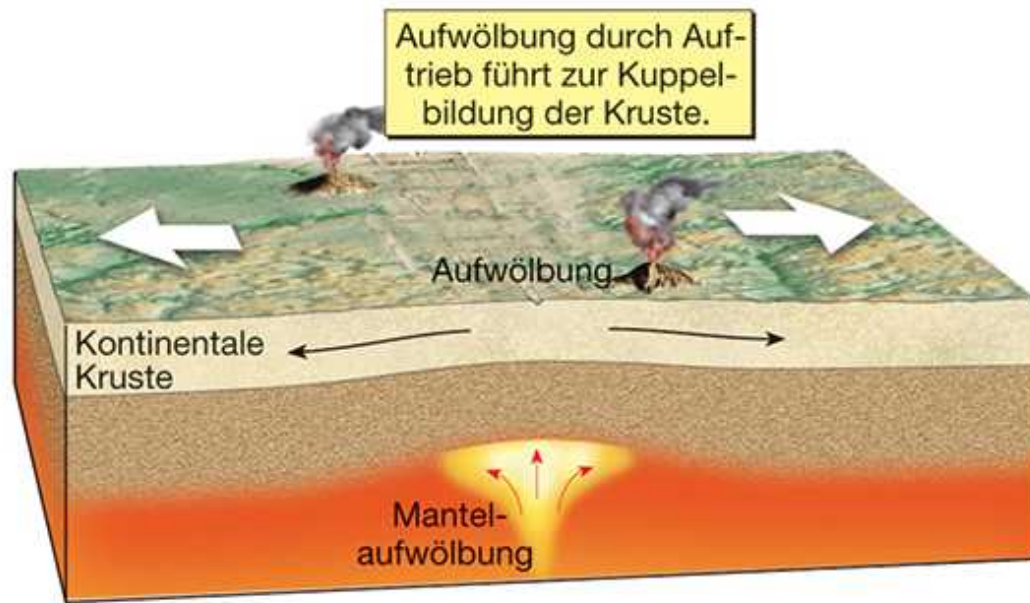 Aufwölbung durch Auf-
trieb führt zur Kuppel-
bildung der Kruste.
Aufwölbung
Kontinentale
Kruste
Mantel-
aufwölbung